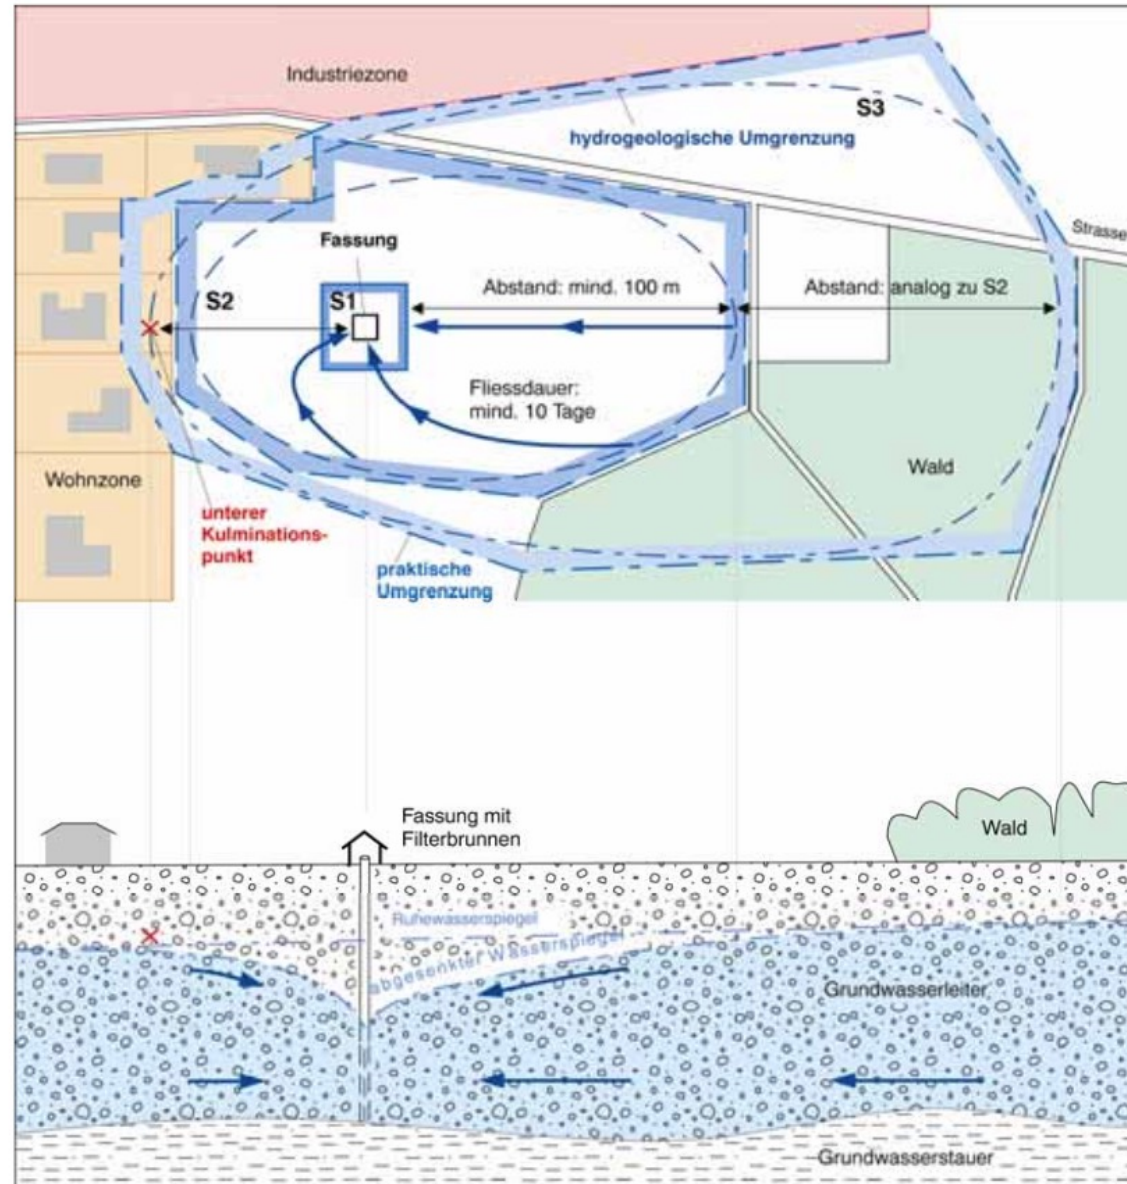 Industriezone
S3
hydrogeologische Umgrenzung
Strasse
Fassung
S2
S1
Abstand: mind. 100 m
Abstand: analog zu S2
Fliessdauer:
mind. 10 Tage
Wohnzone
Wald
unterer
Kulminations-
punkt
praktische
Umgrenzung
Fassung mit
Filterbrunnen
Wald
Ruhewasserspiegel
abgesenkter Wasserspiegel
Grundwasserleiter
Grundwasserstauer